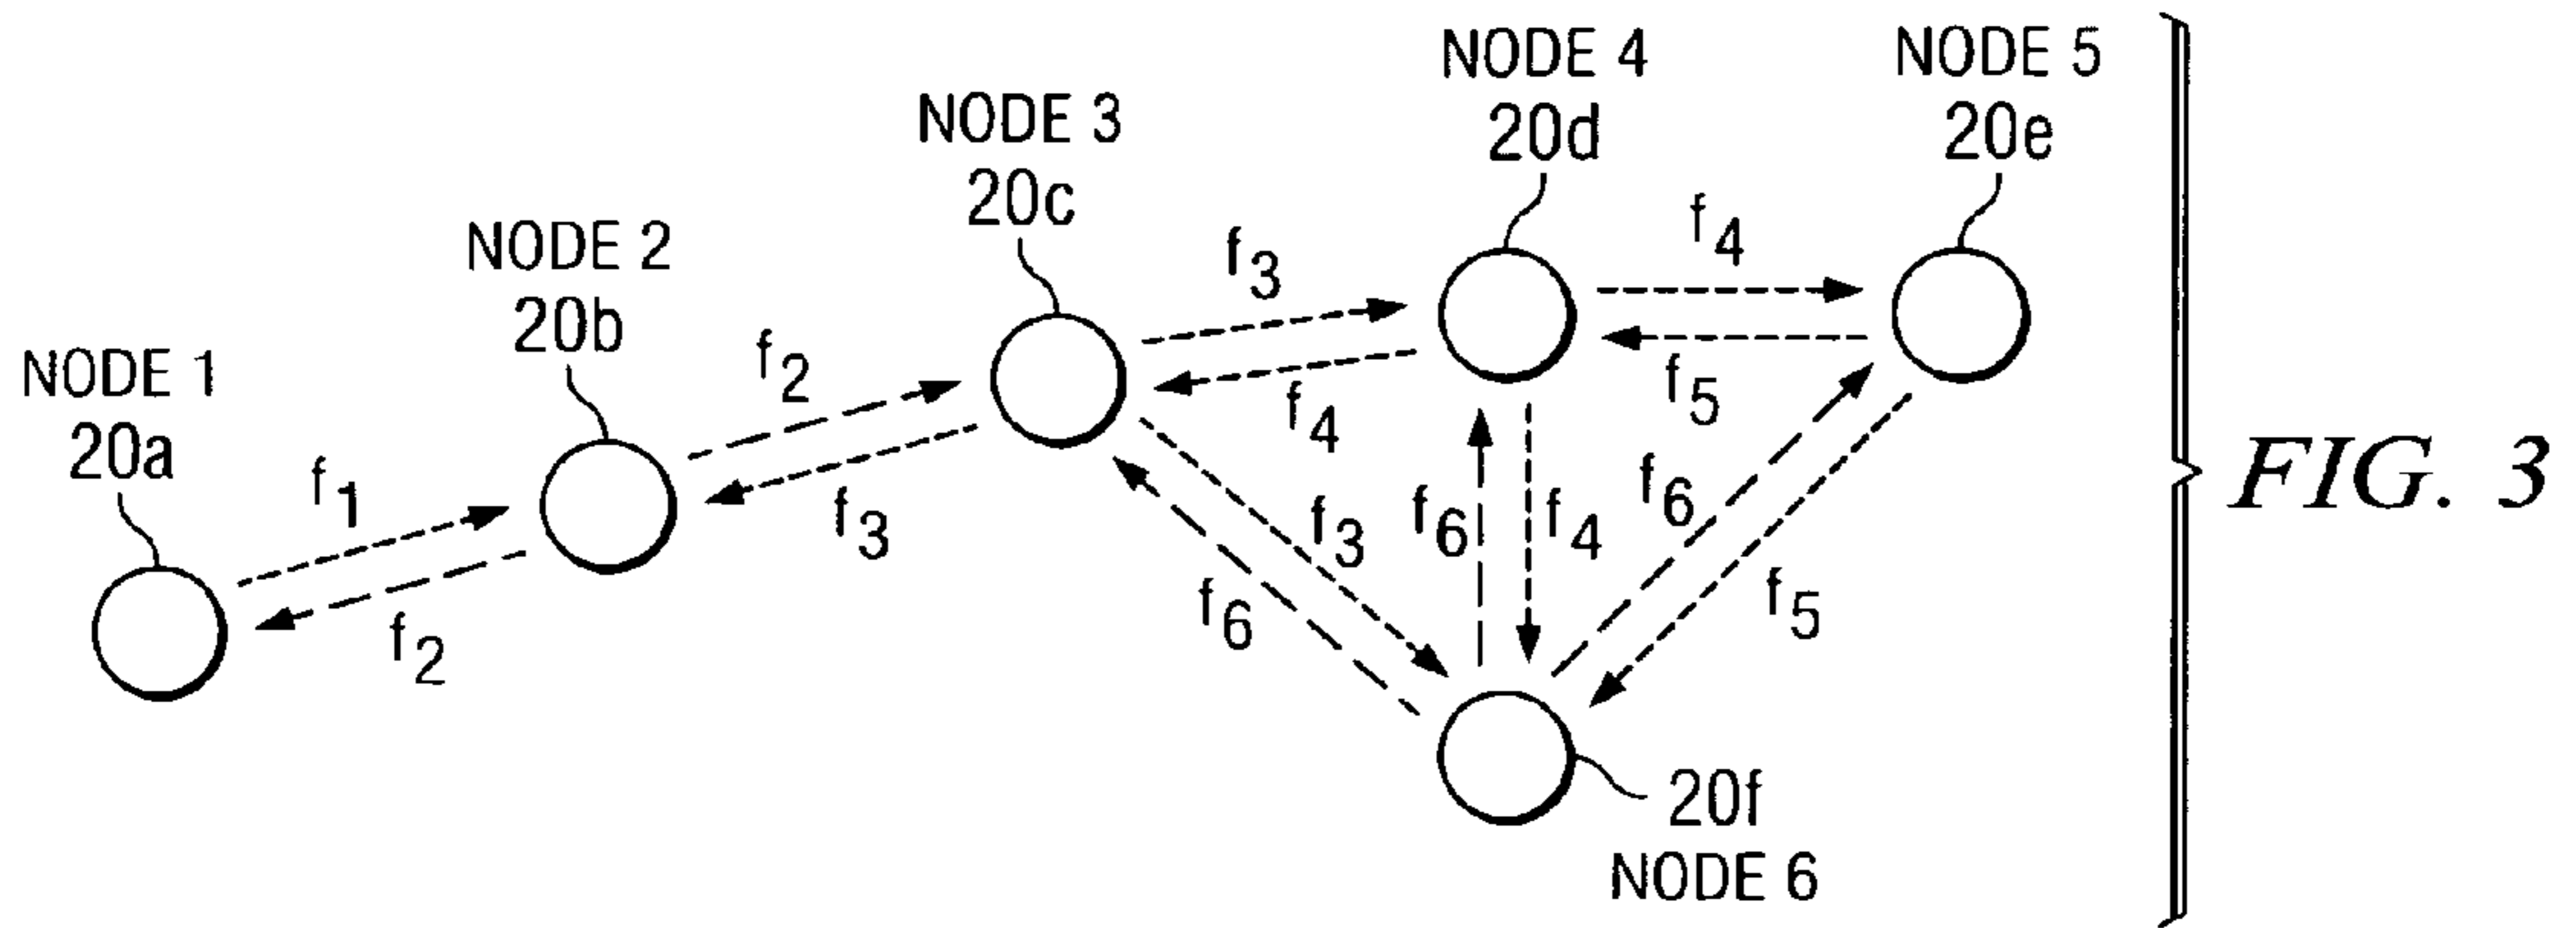 NODE 1
20a
f1
f2
NODE 2
20b
f2
f3
NODE 3
20c
f3
f4
f3
f6
NODE 4
20d
f4
f5
f6
f4
f6
f5
NODE 5
20e
20f
NODE 6
FIG. 3